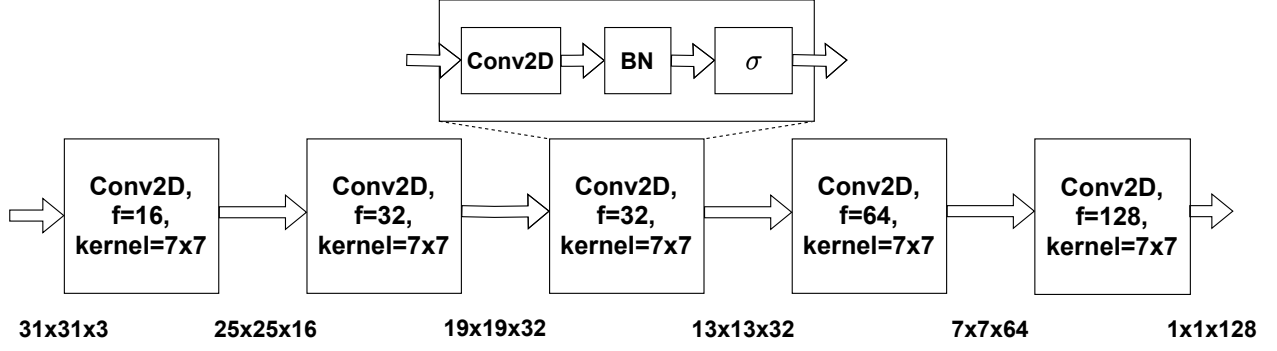 Conv2D
BN
σ
Conv2D,
f=16,
kernel=7x7
Conv2D,
f=32,
kernel=7x7
Conv2D,
f=32,
kernel=7x7
Conv2D,
f=64,
kernel=7x7
Conv2D,
f=128,
kernel=7x7
31x31x3
25x25x16
19x19x32
13x13x32
7x7x64
1x1x128